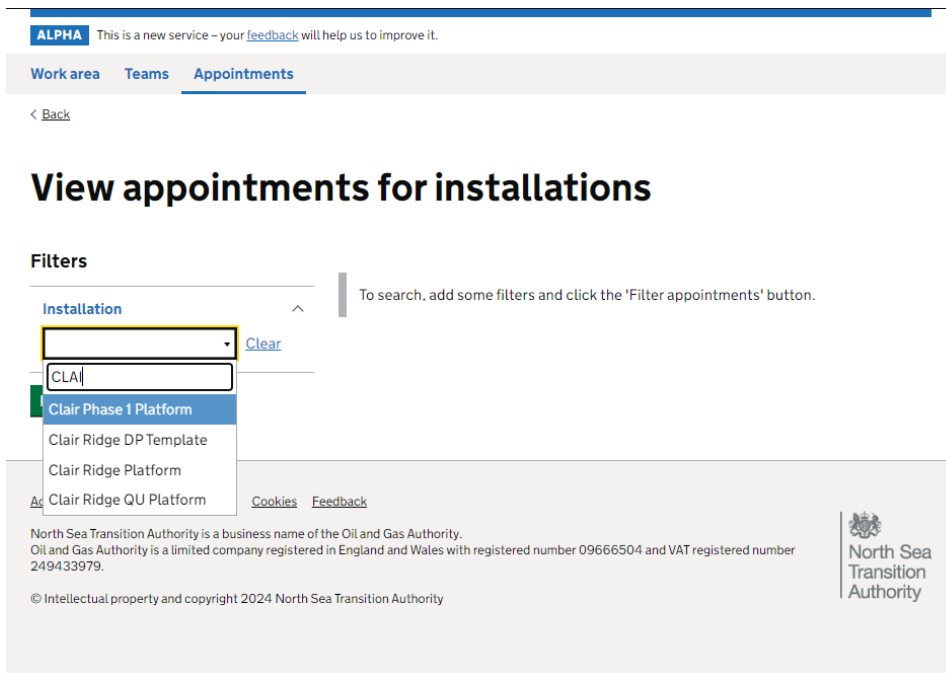 ALPHA This is a new service – your feedback will help us to improve it.
Work area Teams Appointments
< Back
View appointments for installations
Filters
Installation
To search, add some filters and click the 'Filter appointments' button.
Clear
CLAI
Clair Phase 1 Platform
Clair Ridge DP Template
Clair Ridge Platform
Clair Ridge QU Platform
Cookies Feedback
North Sea Transition Authority is a business name of the Oil and Gas Authority.
Oil and Gas Authority is a limited company registered in England and Wales with registered number 09666504 and VAT registered number
249433979.
© Intellectual property and copyright 2024 North Sea Transition Authority
North Sea
Transition
Authority